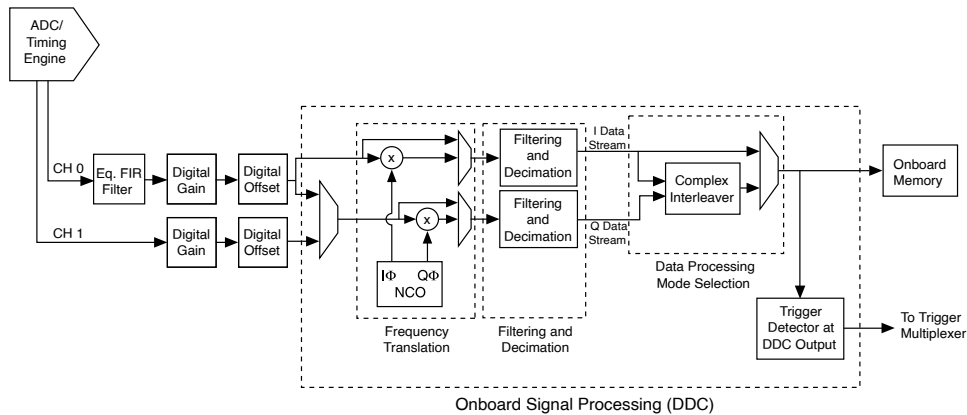 ADC/
Timing
Engine
CH 0
Eq. FIR
Filter
Digital
Gain
Digital
Offset
CH 1
Digital
Gain
Digital
Offset
x
x
IΦ QΦ
NCO
Frequency
Translation
Filtering
and
Decimation
Filtering
and
Decimation
Filtering and
Decimation
I Data
Stream
Q Data
Stream
Complex
Interleaver
Data Processing
Mode Selection
Onboard
Memory
Trigger
Detector at
DDC Output
To Trigger
Multiplexer
Onboard Signal Processing (DDC)